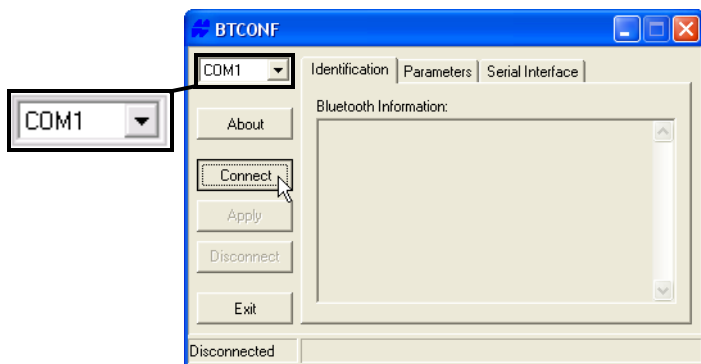 BTCONF
COM1
COM1
Identification Parameters Serial Interface
Bluetooth Information:
About
Connect
Apply
Disconnect
Exit
Disconnected